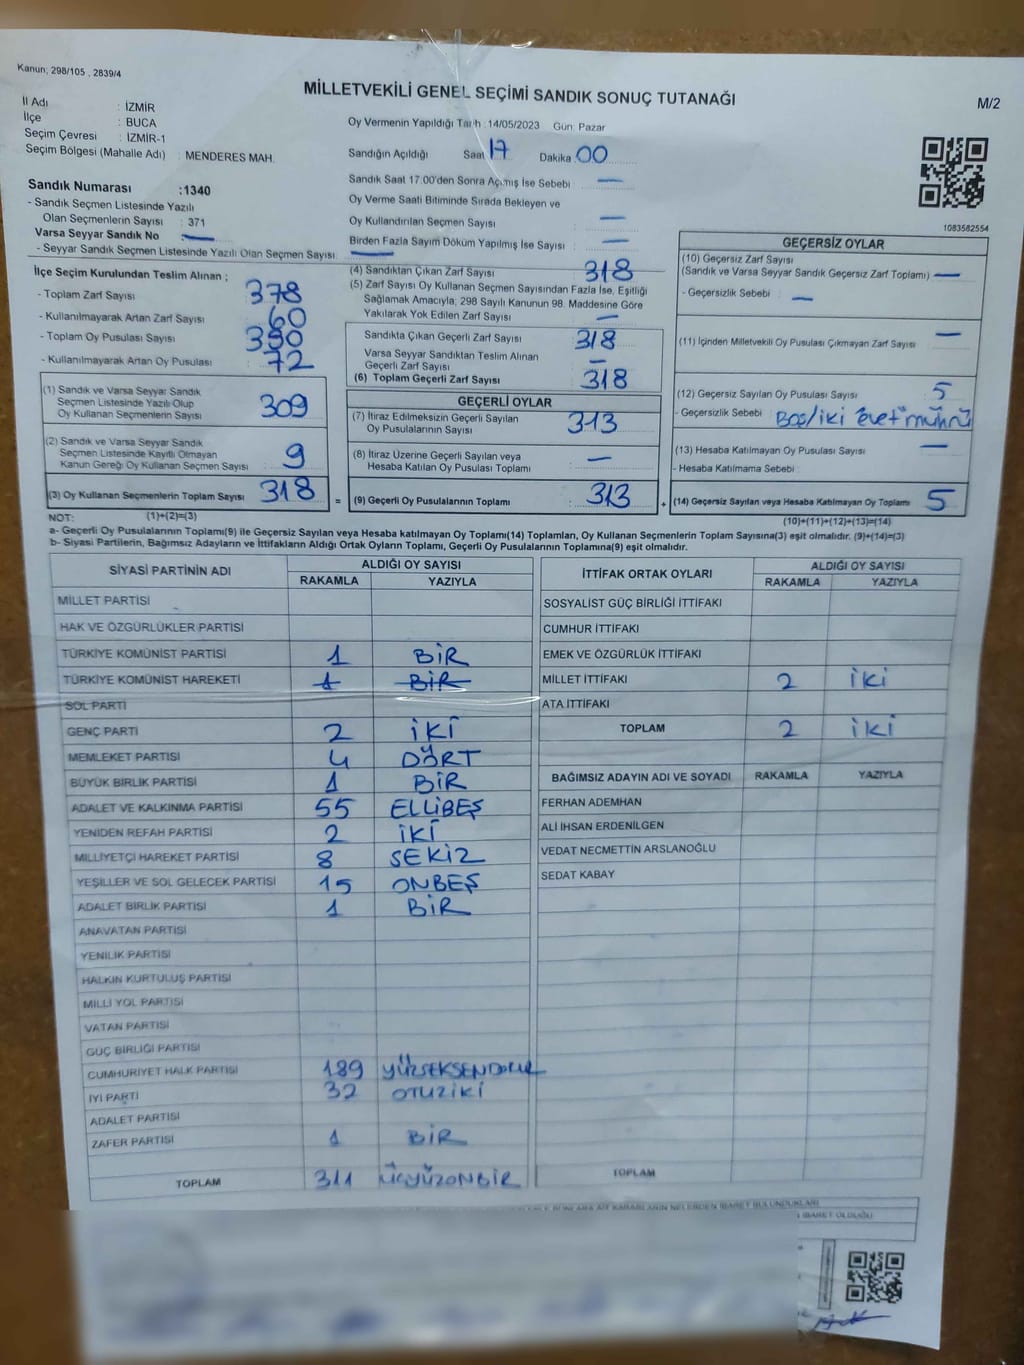 Kanun; 298/105 , 2839/4
MİLLETVEKİLİ GENEL SEÇİMİ SANDIK SONUÇ TUTANAĞI
M/2
İl Adı : İZMİR
İlçe : BUCA
Seçim Çevresi : İZMİR-1
Seçim Bölgesi (Mahalle Adı) : MENDERES MAH.
Oy Vermenin Yapıldığı Tarih :14/05/2023 Gün: Pazar
Sandığın Açıldığı Saat 17 Dakika 00
Sandık Saat 17.00'den Sonra Açılmış İse Sebebi : —
Oy Verme Saati Bitiminde Sırada Bekleyen ve
Oy Kullandırılan Seçmen Sayısı : —
Birden Fazla Sayım Döküm Yapılmış İse Sayısı : —
Sandık Numarası :1340
- Sandık Seçmen Listesinde Yazılı
Olan Seçmenlerin Sayısı : 371
Varsa Seyyar Sandık No : —
- Seyyar Sandık Seçmen Listesinde Yazılı Olan Seçmen Sayısı: —
1083582554
İlçe Seçim Kurulundan Teslim Alınan ;
- Toplam Zarf Sayısı : 378
- Kullanılmayarak Artan Zarf Sayısı : 60
- Toplam Oy Pusulası Sayısı : 390
- Kullanılmayarak Artan Oy Pusulası : 72
(4) Sandıktan Çıkan Zarf Sayısı : 318
(5) Zarf Sayısı Oy Kullanan Seçmen Sayısından Fazla İse, Eşitliği
Sağlamak Amacıyla; 298 Sayılı Kanunun 98. Maddesine Göre
Yakılarak Yok Edilen Zarf Sayısı : —
Sandıkta Çıkan Geçerli Zarf Sayısı : 318
Varsa Seyyar Sandıktan Teslim Alınan
Geçerli Zarf Sayısı : —
(6) Toplam Geçerli Zarf Sayısı : 318
GEÇERSİZ OYLAR
(10) Geçersiz Zarf Sayısı
(Sandık ve Varsa Seyyar Sandık Geçersiz Zarf Toplamı) : —
- Geçersizlik Sebebi : —
(11) İçinden Milletvekili Oy Pusulası Çıkmayan Zarf Sayısı : —
(12) Geçersiz Sayılan Oy Pusulası Sayısı : 5
- Geçersizlik Sebebi : Boş/iki "evet" mührü
(13) Hesaba Katılmayan Oy Pusulası Sayısı : —
- Hesaba Katılmama Sebebi :
(14) Geçersiz Sayılan veya Hesaba Katılmayan Oy Toplamı : 5
(10)+(11)+(12)+(13)=(14)
(1) Sandık ve Varsa Seyyar Sandık
Seçmen Listesinde Yazılı Olup
Oy Kullanan Seçmenlerin Sayısı : 309
(2) Sandık ve Varsa Seyyar Sandık
Seçmen Listesinde Kayıtlı Olmayan
Kanun Gereği Oy Kullanan Seçmen Sayısı : 9
(3) Oy Kullanan Seçmenlerin Toplam Sayısı : 318
=
GEÇERLİ OYLAR
(7) İtiraz Edilmeksizin Geçerli Sayılan
Oy Pusulalarının Sayısı : 313
(8) İtiraz Üzerine Geçerli Sayılan veya
Hesaba Katılan Oy Pusulası Toplamı : —
(9) Geçerli Oy Pusulalarının Toplamı : 313
+
NOT: (1)+(2)=(3)
a- Geçerli Oy Pusulalarının Toplamı(9) ile Geçersiz Sayılan veya Hesaba katılmayan Oy Toplamı(14) Toplamları, Oy Kullanan Seçmenlerin Toplam Sayısına(3) eşit olmalıdır. (9)+(14)=(3)
b- Siyasi Partilerin, Bağımsız Adayların ve İttifakların Aldığı Ortak Oyların Toplamı, Geçerli Oy Pusulalarının Toplamına(9) eşit olmalıdır.
SİYASİ PARTİNİN ADI ALDIĞI OY SAYISI
RAKAMLA YAZIYLA
MİLLET PARTİSİ
HAK VE ÖZGÜRLÜKLER PARTİSİ
TÜRKİYE KOMÜNİST PARTİSİ 1 BİR
TÜRKİYE KOMÜNİST HAREKETİ 1 BİR
SOL PARTİ
GENÇ PARTİ 2 İKİ
MEMLEKET PARTİSİ 4 DÖRT
BÜYÜK BİRLİK PARTİSİ 1 BİR
ADALET VE KALKINMA PARTİSİ 55 ELLİBEŞ
YENİDEN REFAH PARTİSİ 2 İKİ
MİLLİYETÇİ HAREKET PARTİSİ 8 SEKİZ
YEŞİLLER VE SOL GELECEK PARTİSİ 15 ONBEŞ
ADALET BİRLİK PARTİSİ 1 BİR
ANAVATAN PARTİSİ
YENİLİK PARTİSİ
HALKIN KURTULUŞ PARTİSİ
MİLLİ YOL PARTİSİ
VATAN PARTİSİ
GÜÇ BİRLİĞİ PARTİSİ
CUMHURİYET HALK PARTİSİ 189
İYİ PARTİ 32 OTUZİKİ
ADALET PARTİSİ
ZAFER PARTİSİ 1 BİR
TOPLAM 311 ÜÇYÜZONBİR
İTTİFAK ORTAK OYLARI ALDIĞI OY SAYISI
RAKAMLA YAZIYLA
SOSYALİST GÜÇ BİRLİĞİ İTTİFAKI
CUMHUR İTTİFAKI
EMEK VE ÖZGÜRLÜK İTTİFAKI
MİLLET İTTİFAKI 2 İKİ
ATA İTTİFAKI
TOPLAM 2 İKİ
BAĞIMSIZ ADAYIN ADI VE SOYADI RAKAMLA YAZIYLA
FERHAN ADEMHAN
ALİ İHSAN ERDENİLGEN
VEDAT NECMETTİN ARSLANOĞLU
SEDAT KABAY
TOPLAM